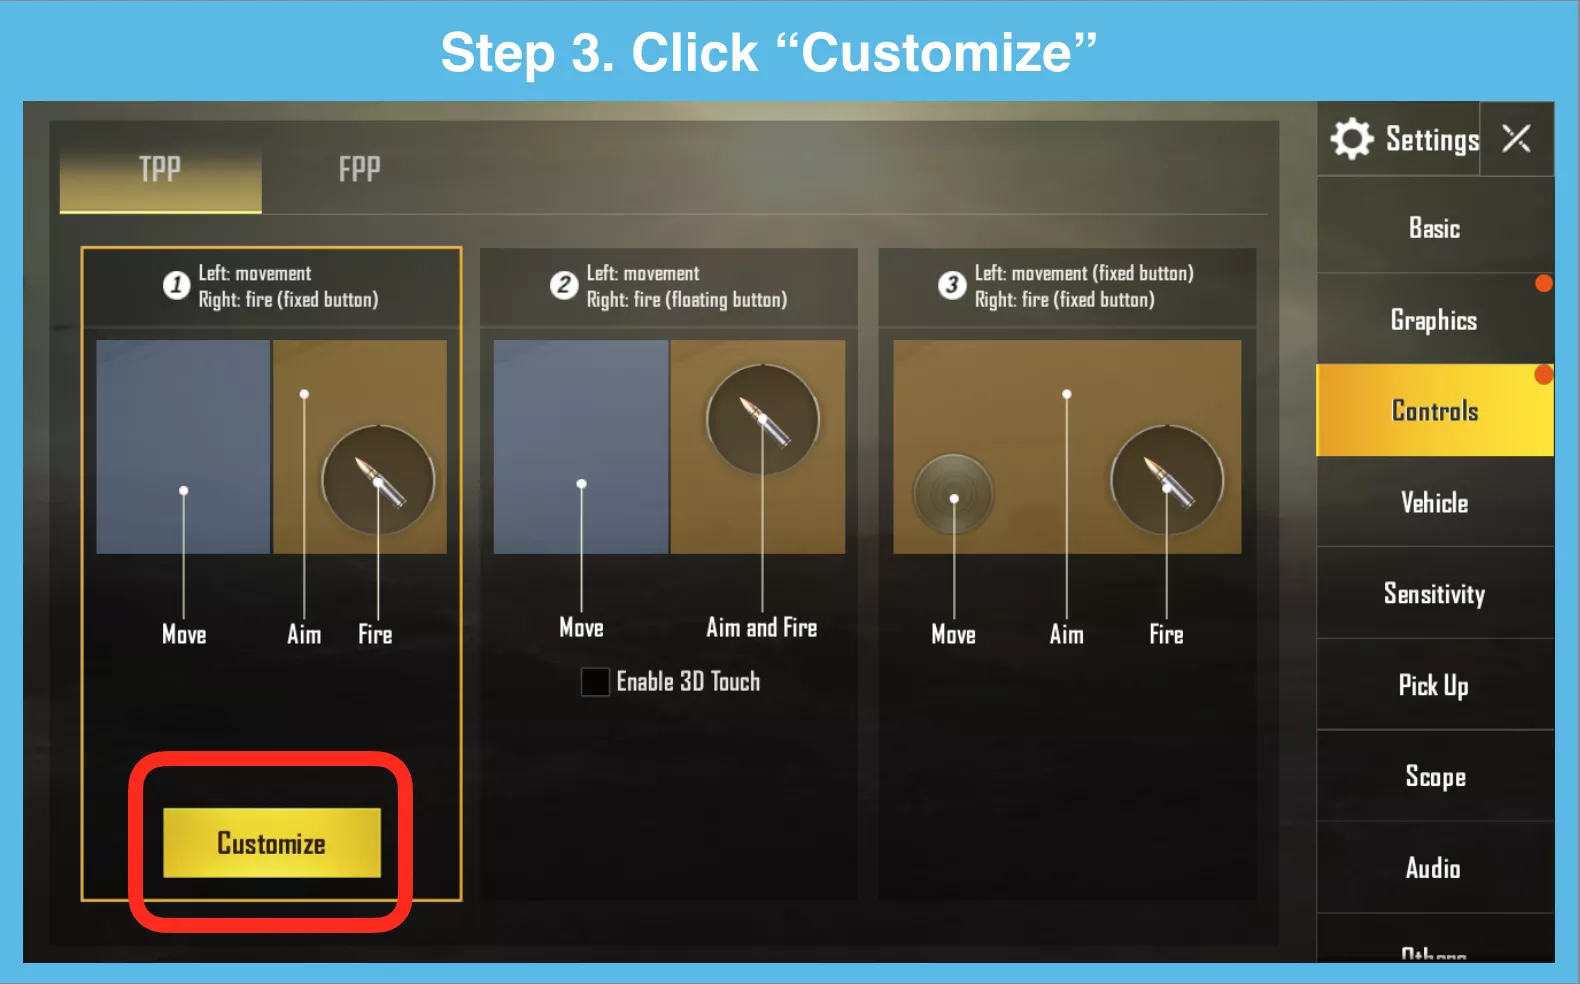 Step 3. Click “Customize”
TPP
FPP
Settings
1
Left: movement
Right: fire (fixed button)
2
Left: movement
Right: fire (floating button)
3
Left: movement (fixed button)
Right: fire (fixed button)
Move
Aim
Fire
Move
Aim and Fire
Enable 3D Touch
Move
Aim
Fire
Customize
Basic
Graphics
Controls
Vehicle
Sensitivity
Pick Up
Scope
Audio